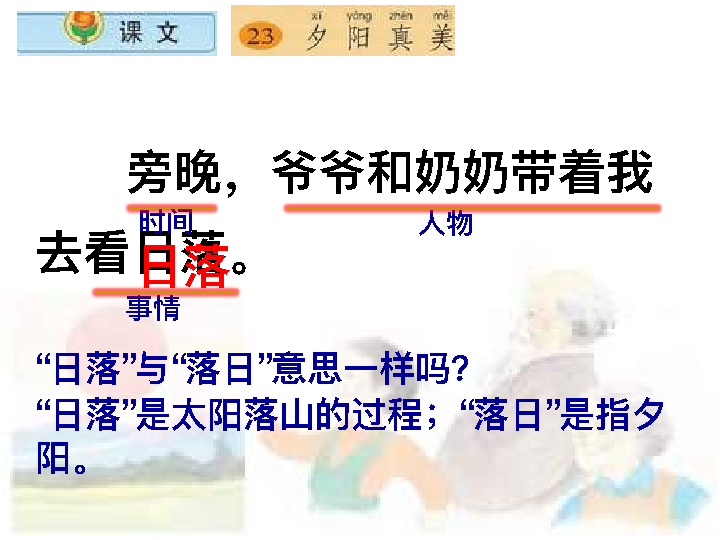 课 文
xī yáng zhēn měi
23 夕 阳 真 美
旁晚，爷爷和奶奶带着我
时间 人物
去看日落。
日落
事情
“日落”与“落日”意思一样吗？
“日落”是太阳落山的过程；“落日”是指夕
阳。